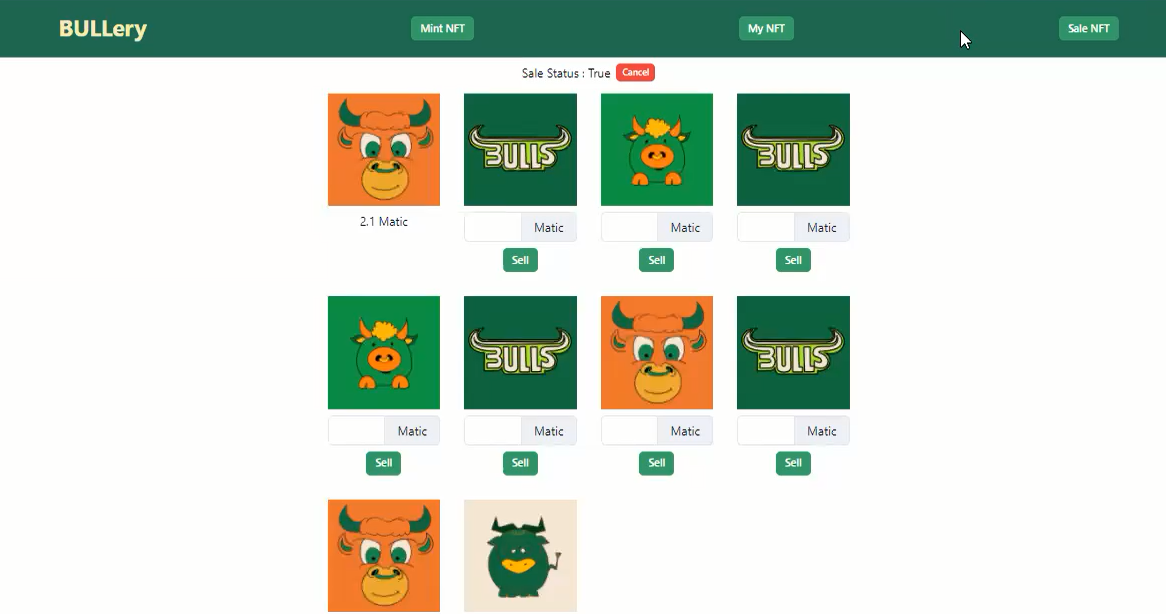 BULLery Mint NFT My NFT Sale NFT
Sale Status : True Cancel
BULLS BULLS
2.1 Matic Matic Matic Matic
Sell Sell Sell
BULLS BULLS
Matic Matic Matic Matic
Sell Sell Sell Sell